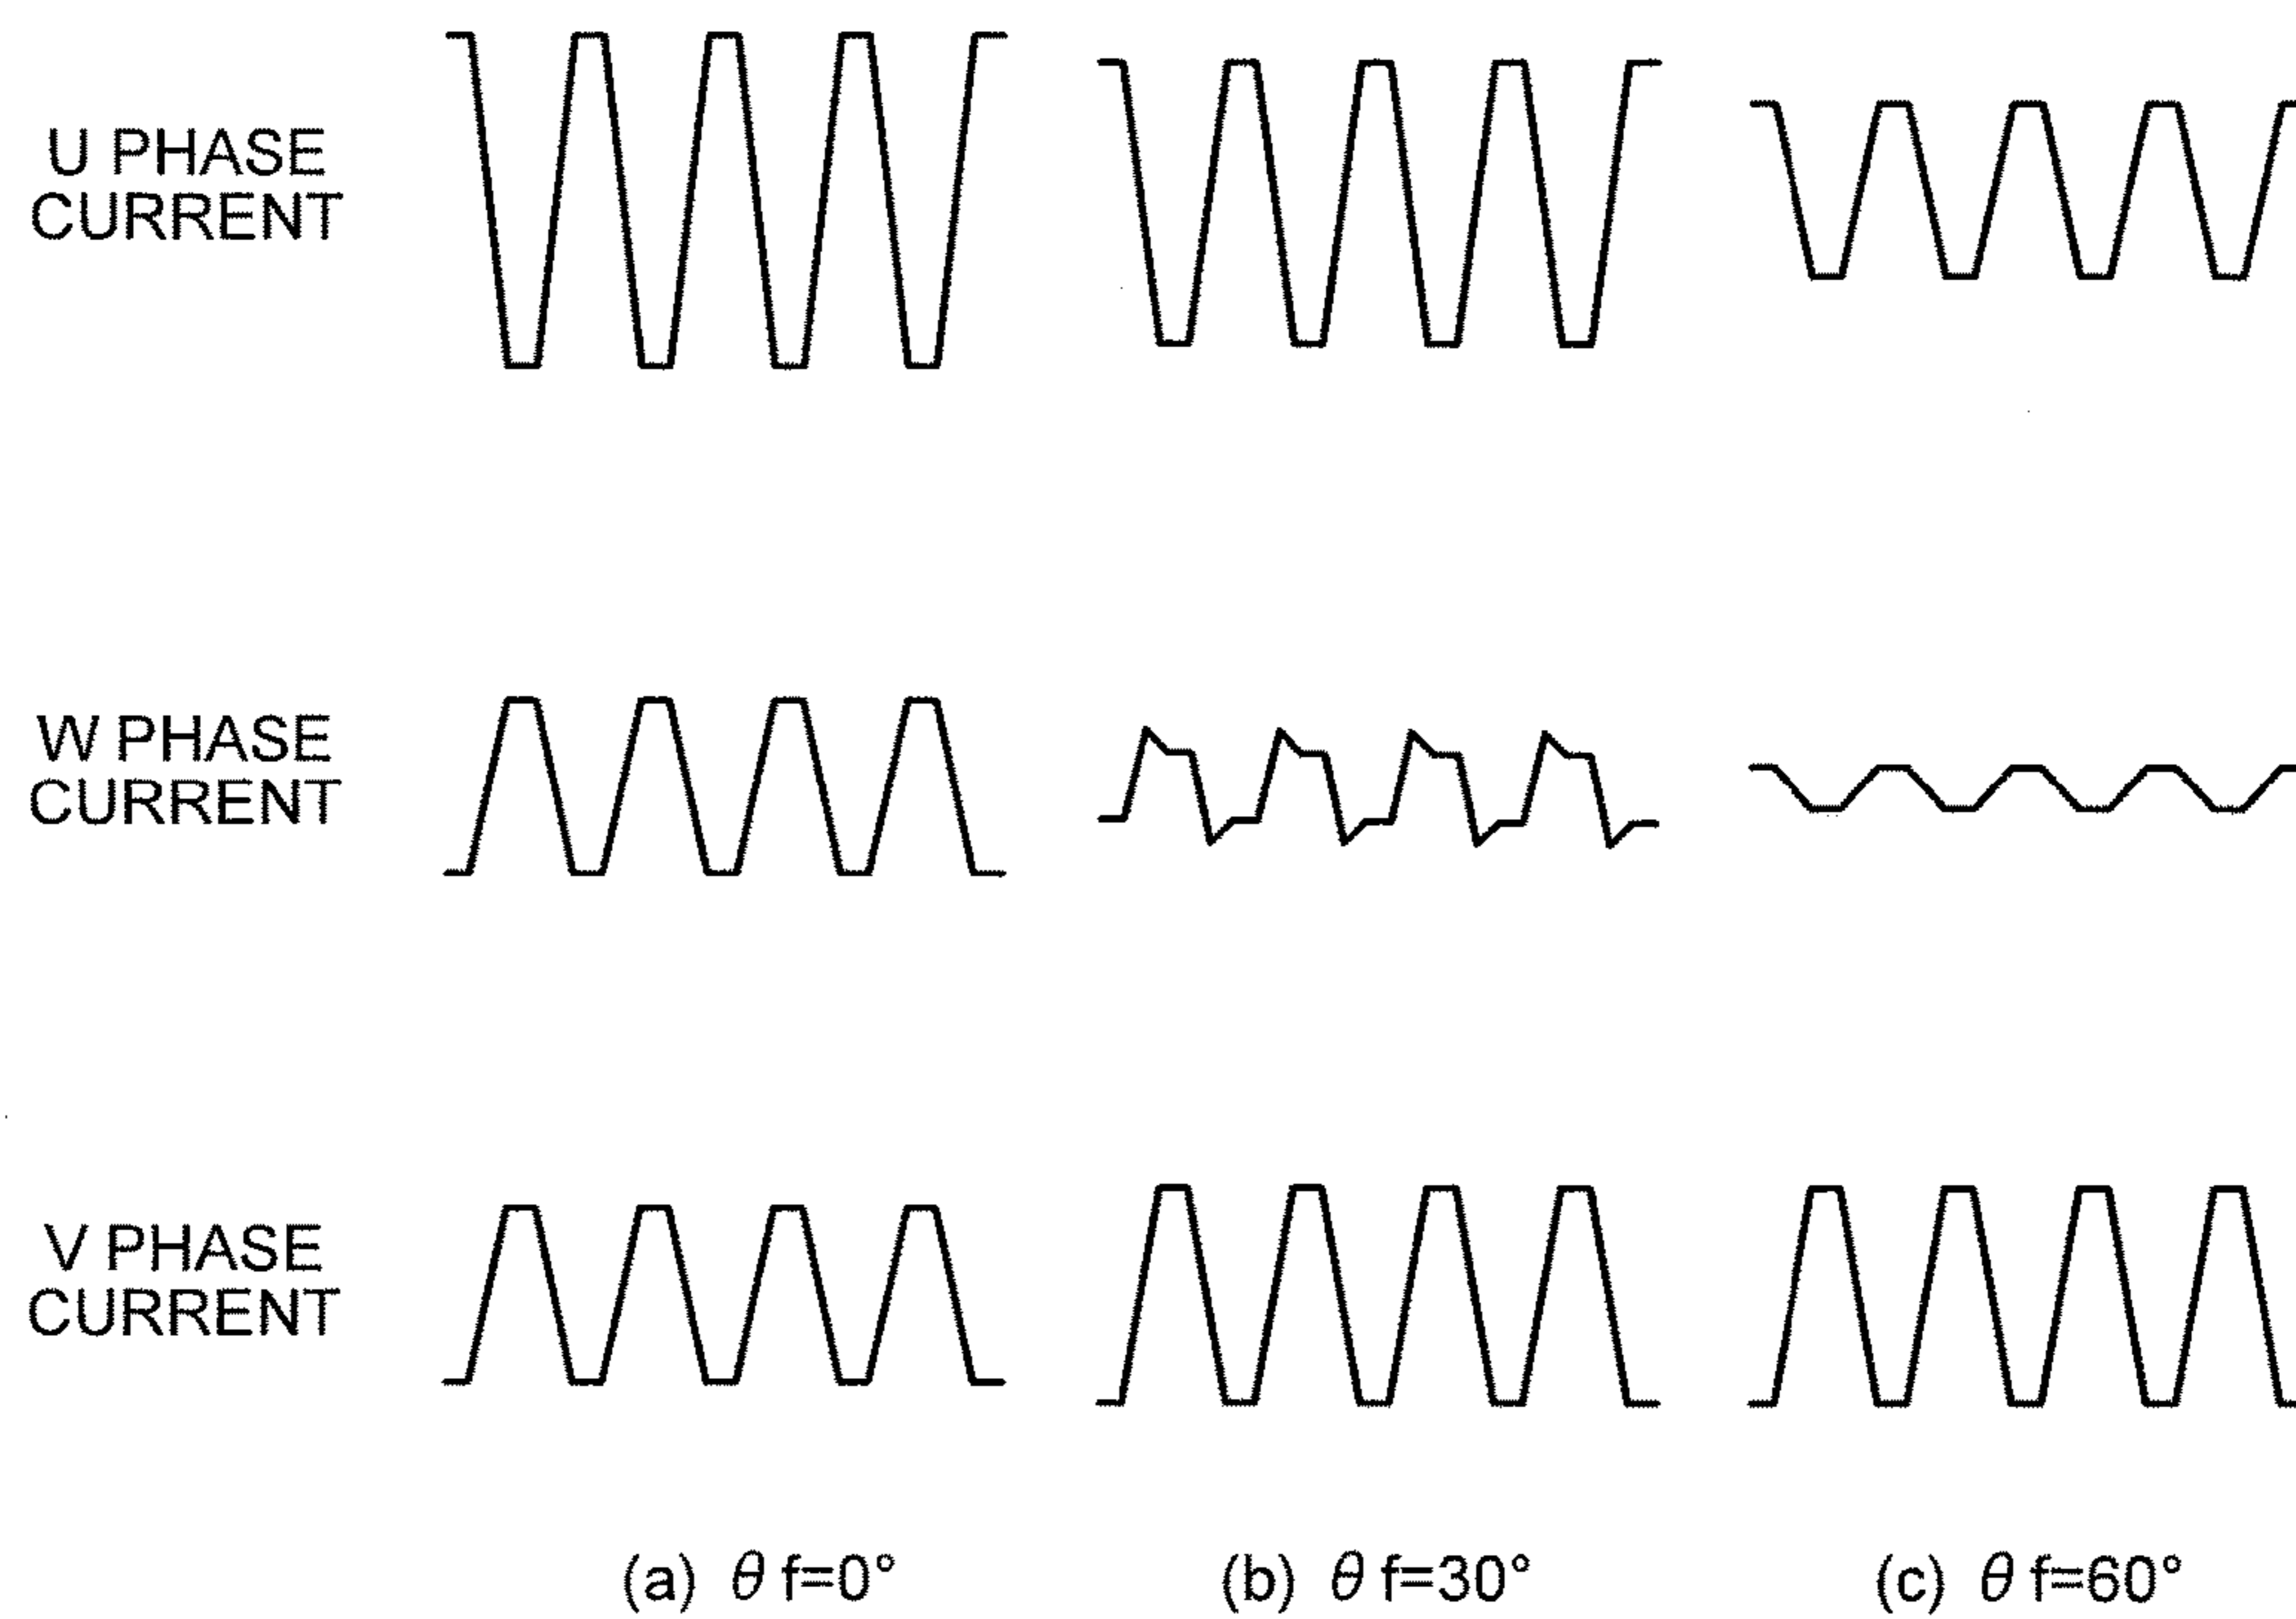 U PHASE
CURRENT
W PHASE
CURRENT
V PHASE
CURRENT
(a) θ f=0°
(b) θ f=30°
(c) θ f=60°